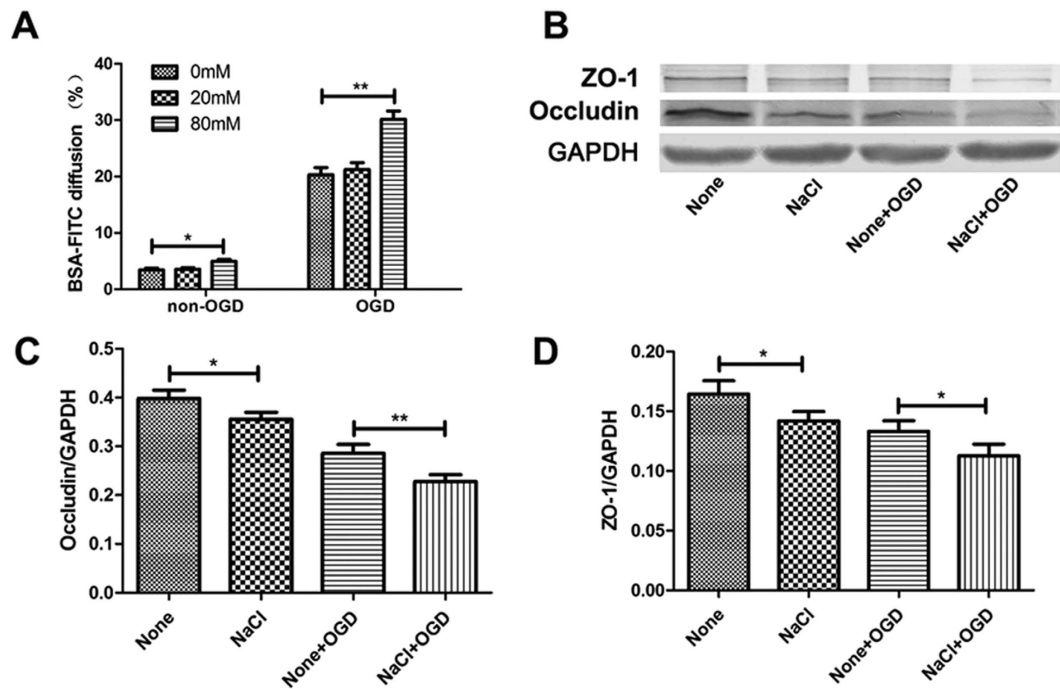 A
BSA-FITC diffusion (%)
40
30
20
10
0
0mM
20mM
80mM
*
**
non-OGD
OGD
B
ZO-1
Occludin
GAPDH
None
NaCl
None+OGD
NaCl+OGD
C
Occludin/GAPDH
0.5
0.4
0.3
0.2
0.1
0.0
*
**
None
NaCl
None+OGD
NaCl+OGD
D
ZO-1/GAPDH
0.20
0.15
0.10
0.05
0.00
*
*
None
NaCl
None+OGD
NaCl+OGD